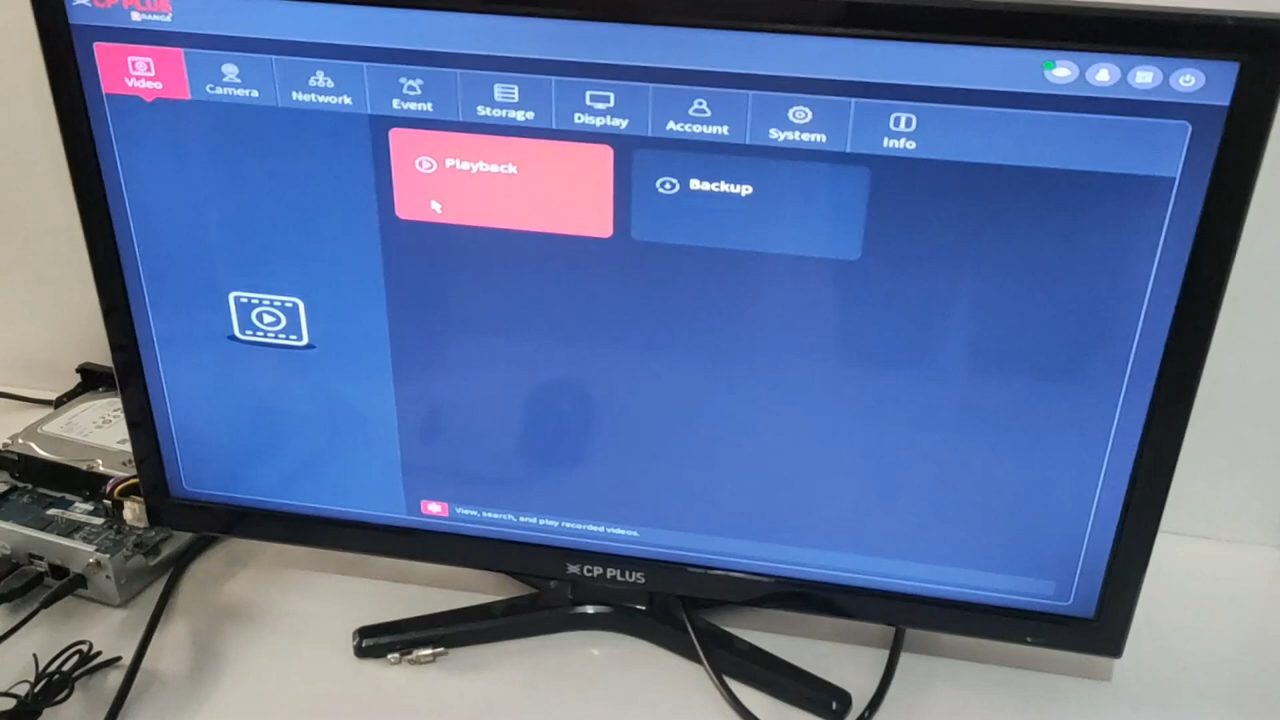 CP PLUS
RANGE
Video
Camera
Network
Event
Storage
Display
Account
System
Info
Playback
Backup
View, search, and play recorded videos.
CP PLUS